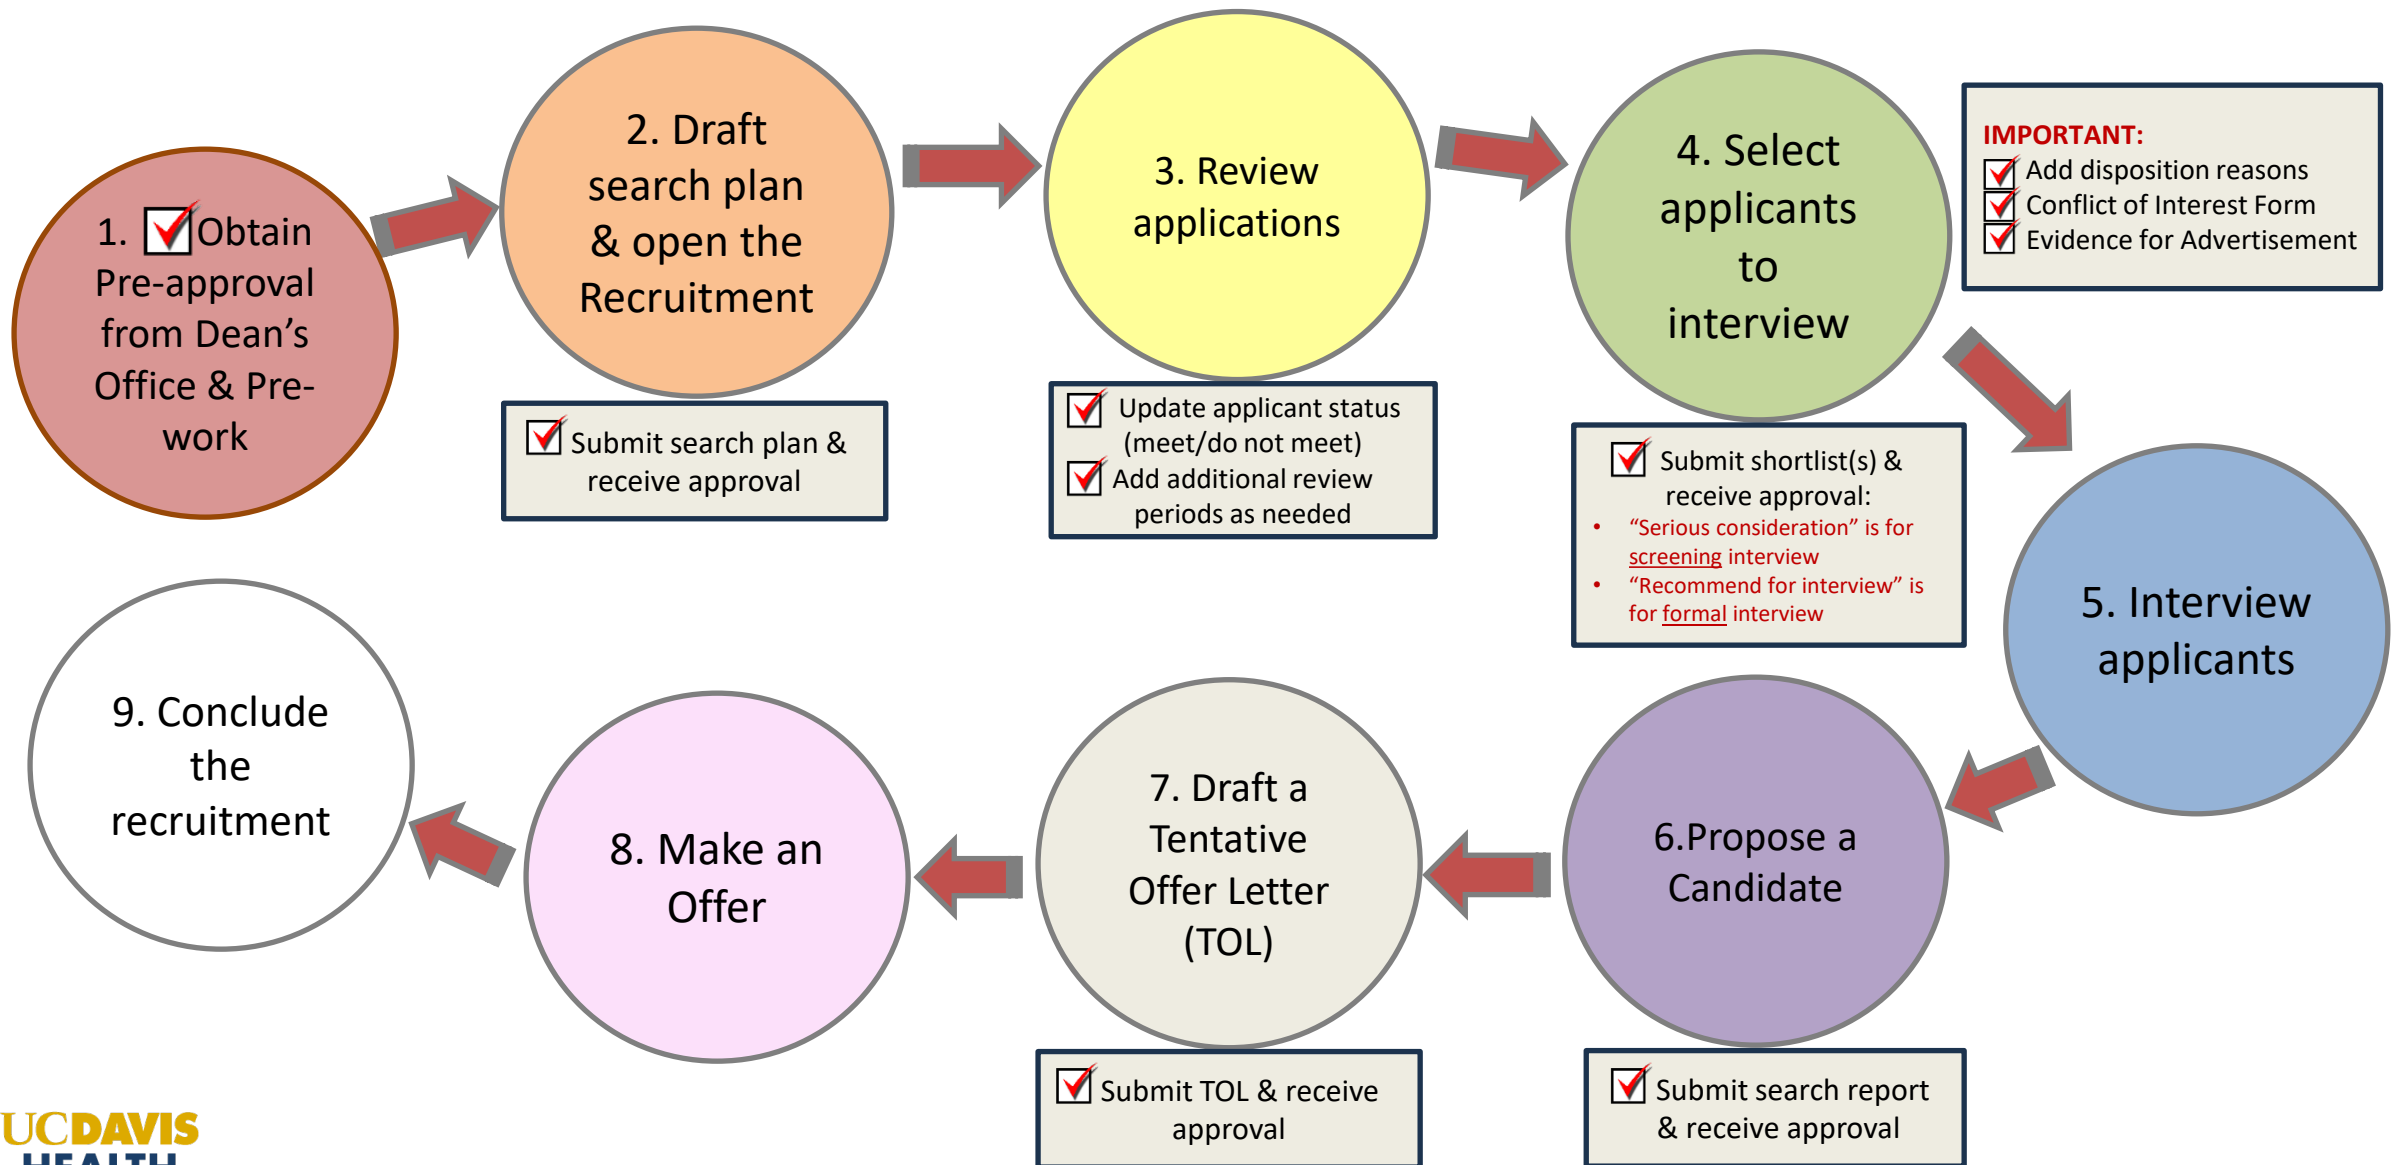 1. Obtain
Pre-approval
from Dean’s
Office & Pre-
work
2. Draft
search plan
& open the
Recruitment
Submit search plan &
receive approval
3. Review
applications
Update applicant status
(meet/do not meet)
Add additional review
periods as needed
4. Select
applicants
to
interview
IMPORTANT:
Add disposition reasons
Conflict of Interest Form
Evidence for Advertisement
Submit shortlist(s) &
receive approval:
• “Serious consideration” is for
screening interview
• “Recommend for interview” is
for formal interview
5. Interview
applicants
6.Propose a
Candidate
Submit search report
& receive approval
7. Draft a
Tentative
Offer Letter
(TOL)
Submit TOL & receive
approval
8. Make an
Offer
9. Conclude
the
recruitment
UCDAVIS
HEALTH